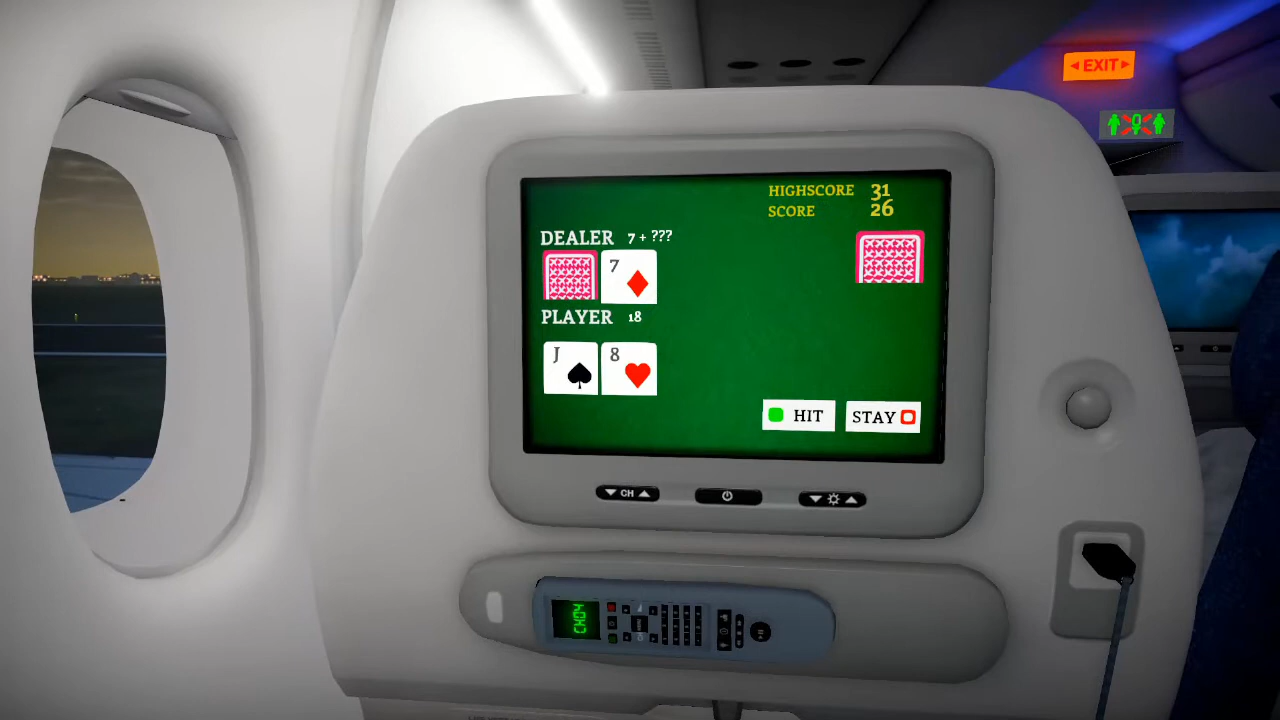 ◄ EXIT ►
HIGHSCORE 31
SCORE 26
DEALER 7 + ???
7
PLAYER 18
J 8
HIT STAY
CH
CH04